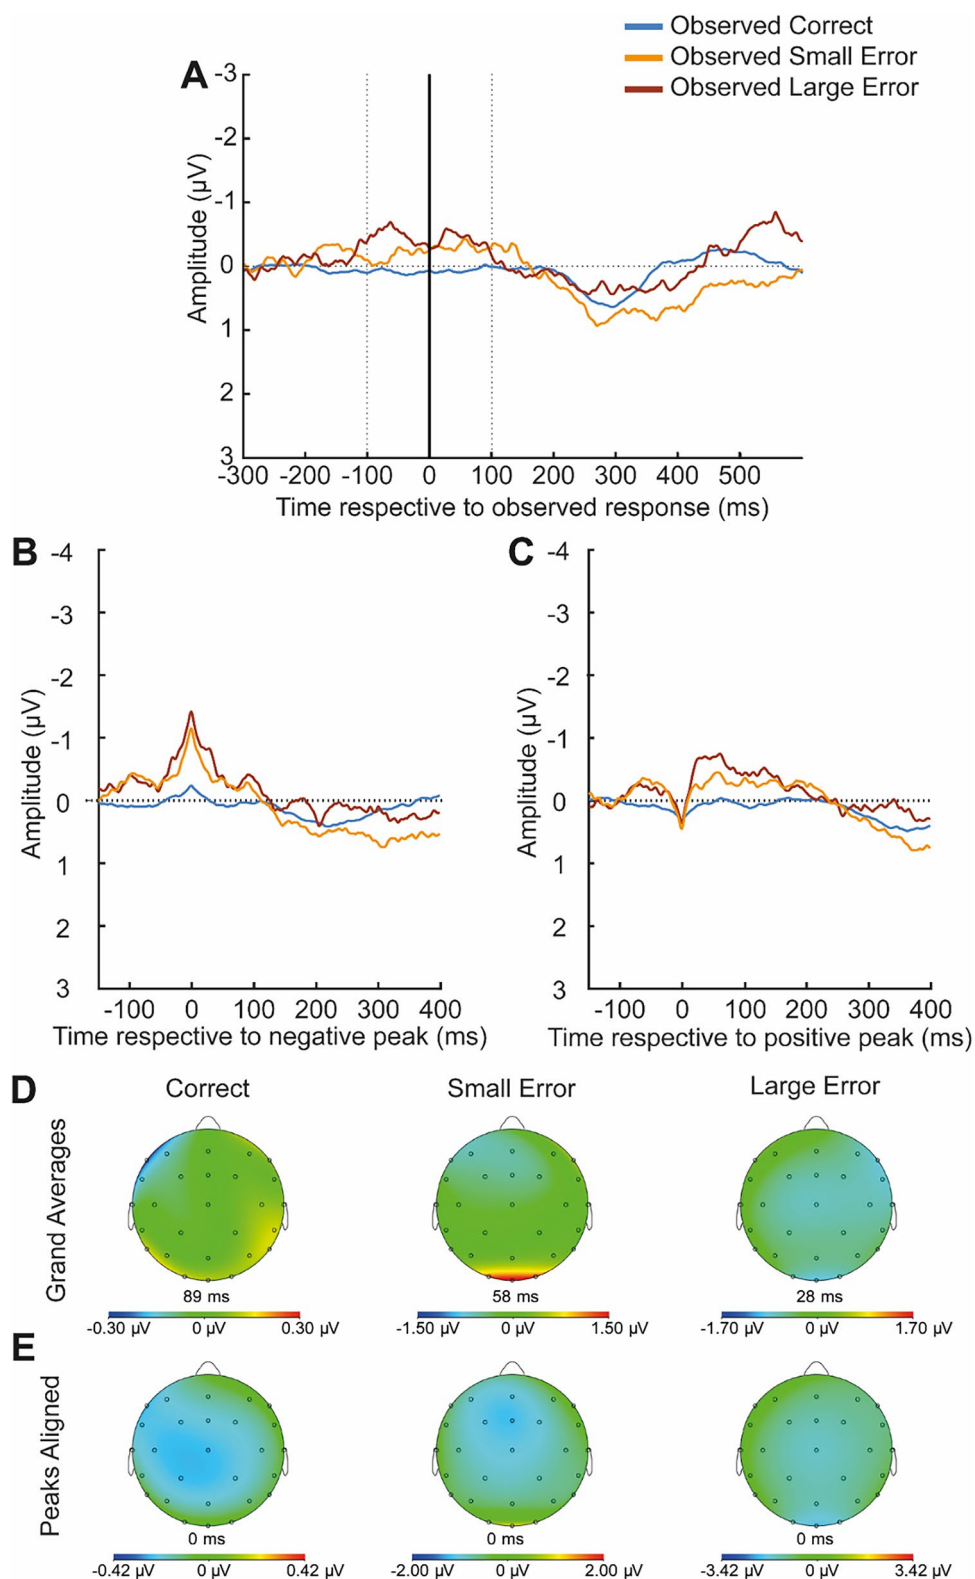 Observed Correct
Observed Small Error
Observed Large Error
A
-3
-2
-1
0
1
2
3
Amplitude (µV)
-300 -200 -100 0 100 200 300 400 500
Time respective to observed response (ms)
B
-4
-3
-2
-1
0
1
2
3
Amplitude (µV)
-100 0 100 200 300 400
Time respective to negative peak (ms)
C
-4
-3
-2
-1
0
1
2
3
Amplitude (µV)
-100 0 100 200 300 400
Time respective to positive peak (ms)
D
Correct Small Error Large Error
Grand Averages
89 ms 58 ms 28 ms
-0.30 µV 0 µV 0.30 µV -1.50 µV 0 µV 1.50 µV -1.70 µV 0 µV 1.70 µV
E
Peaks Aligned
0 ms 0 ms 0 ms
-0.42 µV 0 µV 0.42 µV -2.00 µV 0 µV 2.00 µV -3.42 µV 0 µV 3.42 µV